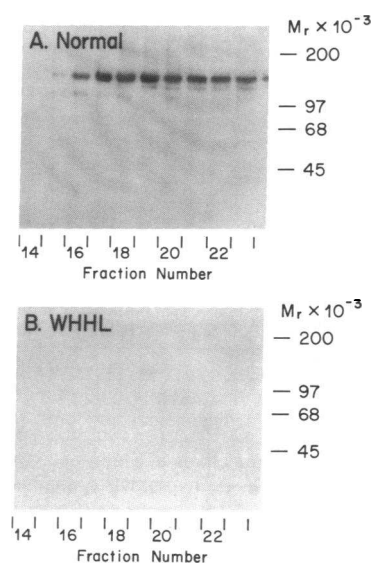 A. Normal
Mr × 10-3
200
97
68
45
14 16 18 20 22
Fraction Number
B. WHHL
Mr × 10-3
200
97
68
45
14 16 18 20 22
Fraction Number